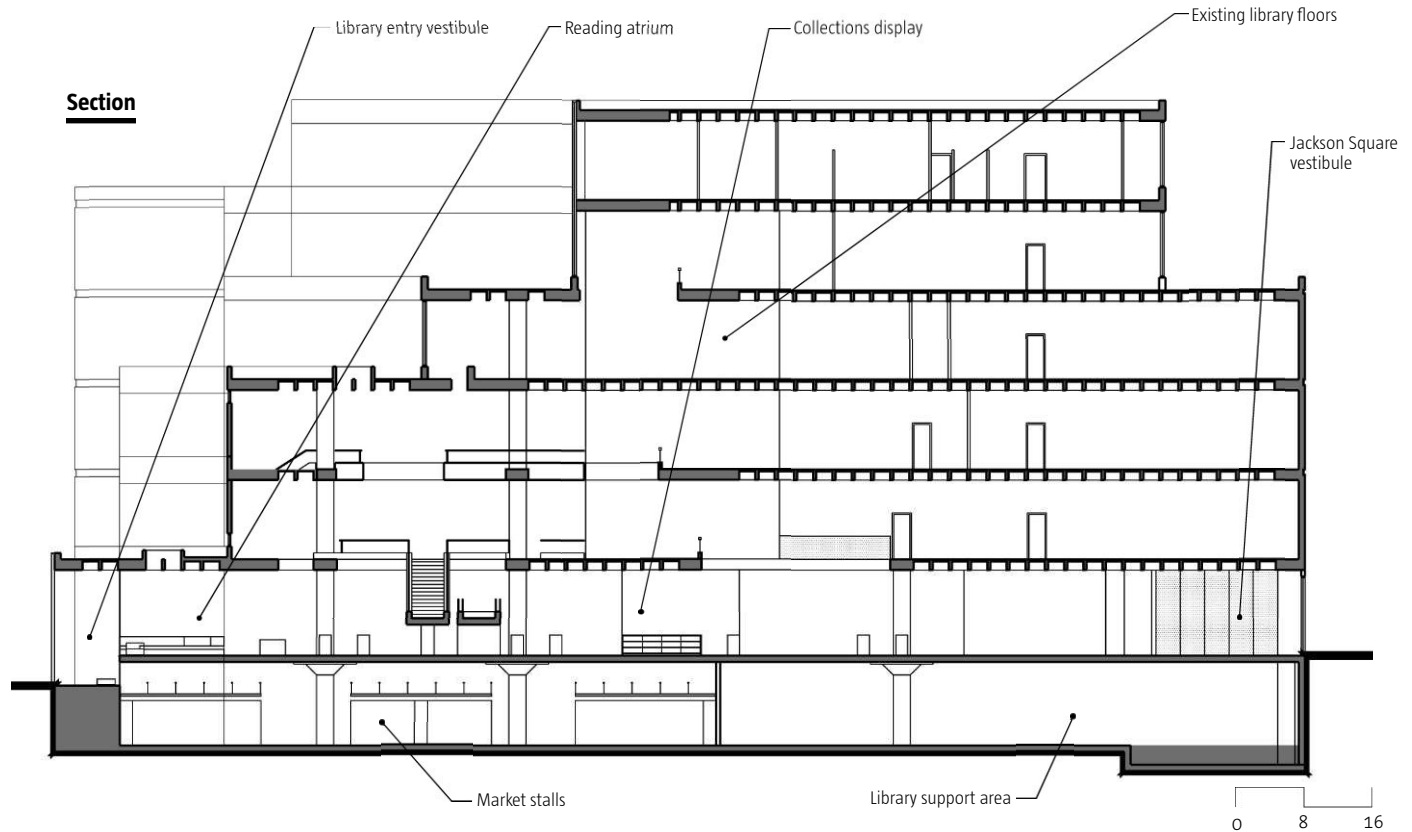 Library entry vestibule
Reading atrium
Collections display
Existing library floors
Section
Jackson Square
vestibule
Market stalls
Library support area
0 8 16